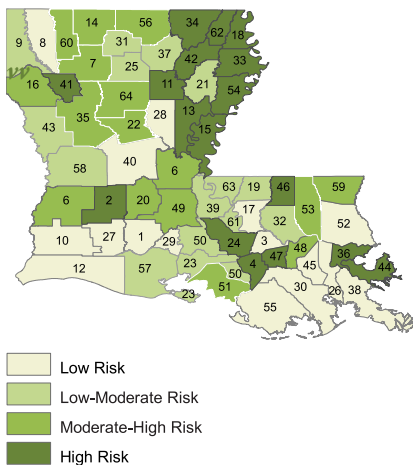 14 56 34 18
9 8 60 31 62
37 42 33
7 25
16 41 11 21 54
64 13
35 28
43 22 15
40
58 6
63 19 46 59
6 2 20 49 39 17 53
61 32 52
10 27 1 29 50 24 3 48
12 57 23 4 47 45 36 44
50
23 51 30 26 38
55
Low Risk
Low-Moderate Risk
Moderate-High Risk
High Risk